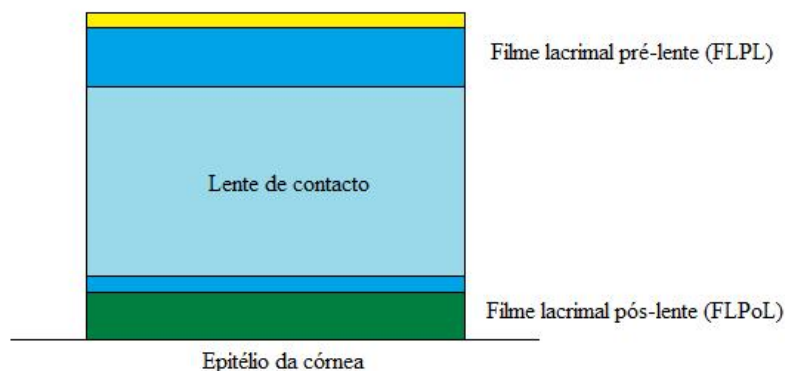 Filme lacrimal pré-lente (FLPL)
Lente de contacto
Filme lacrimal pós-lente (FLPoL)
Epitélio da córnea